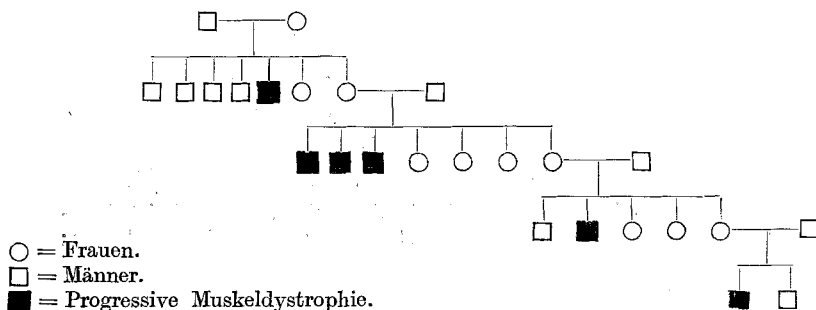 ○ = Frauen.
□ = Männer.
■ = Progressive Muskeldystrophie.